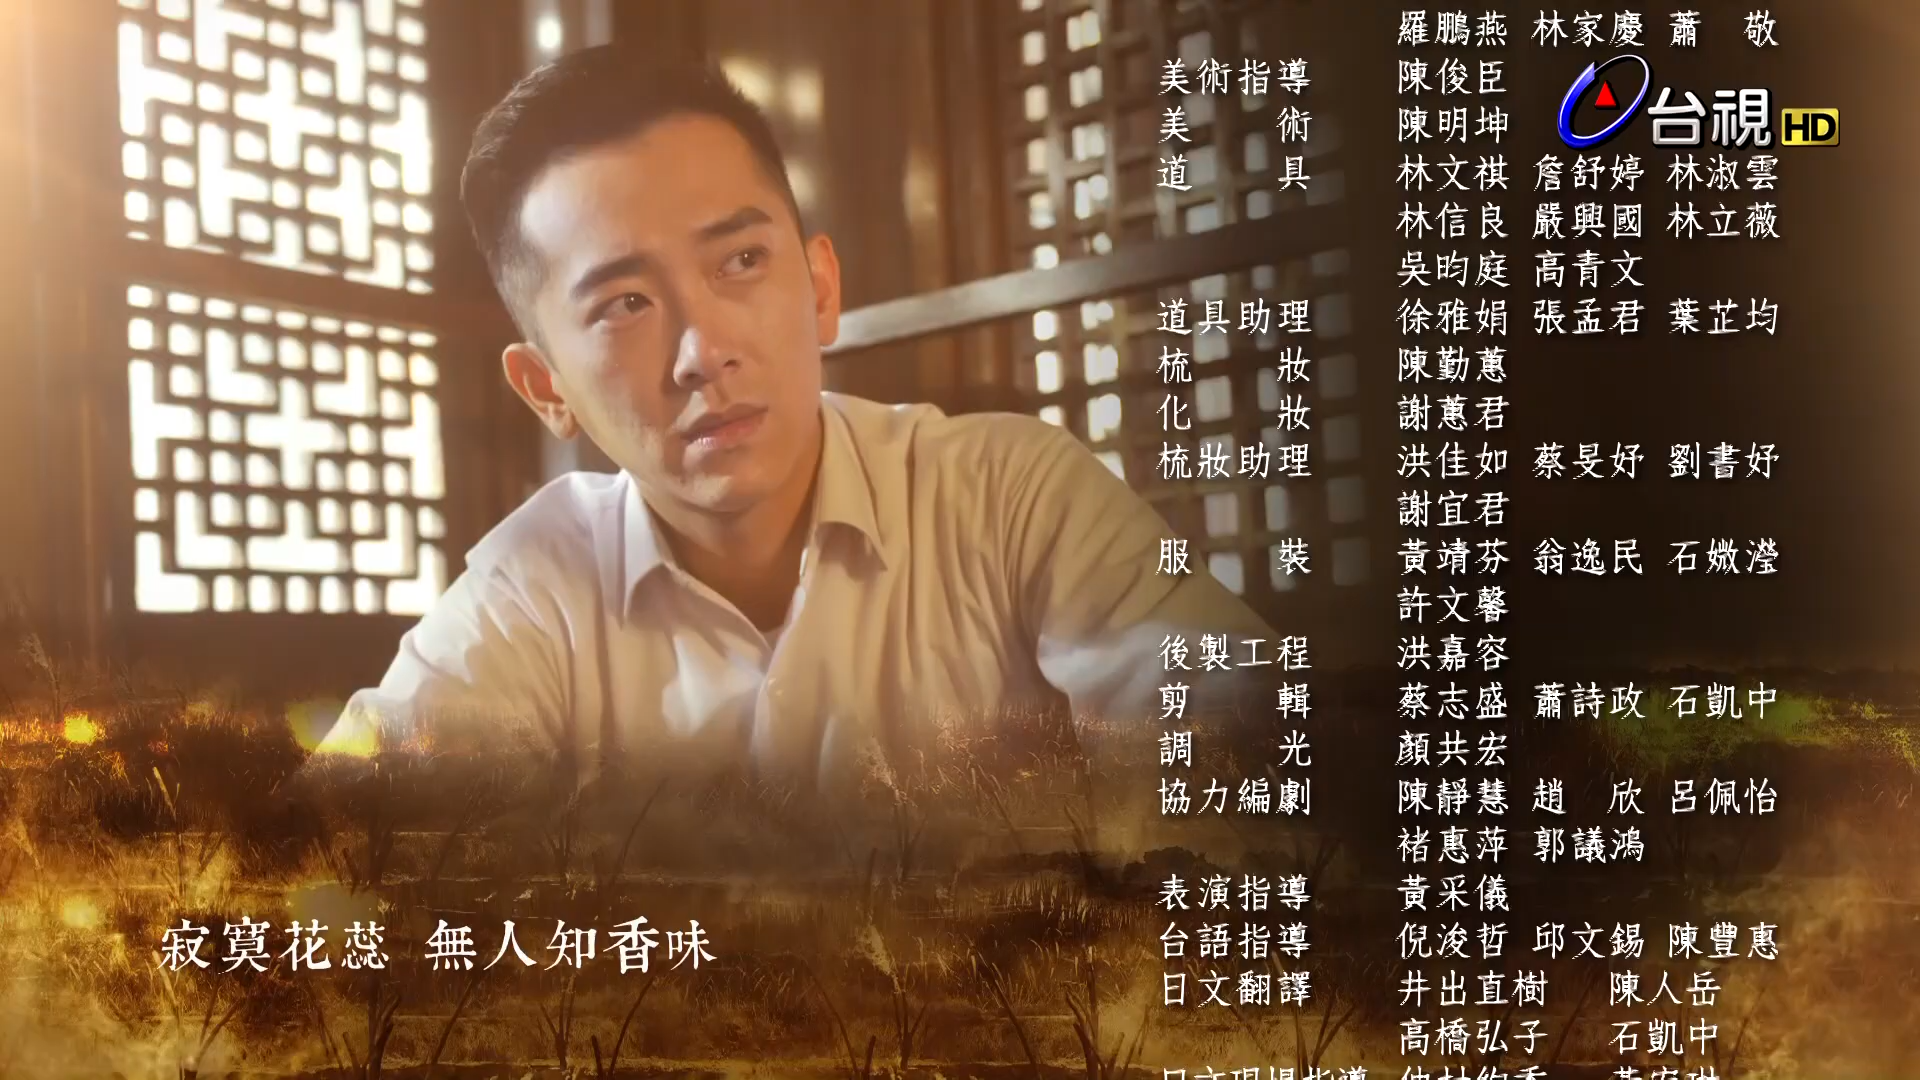 羅鵬燕 林家慶 蕭 敬
美術指導 陳俊臣
台視HD
美 術 陳明坤
道 具 林文祺 詹舒婷 林淑雲
林信良 嚴興國 林立薇
吳昀庭 高青文
道具助理 徐雅娟 張孟君 葉芷均
梳 妝 陳勤蕙
化 妝 謝蕙君
梳妝助理 洪佳如 蔡旻妤 劉書妤
謝宜君
服 裝 黃靖芬 翁逸民 石媺瀅
許文馨
後製工程 洪嘉容
剪 輯 蔡志盛 蕭詩政 石凱中
調 光 顏共宏
協力編劇 陳靜慧 趙 欣 呂佩怡
褚惠萍 郭議鴻
表演指導 黃采儀
台語指導 倪浚哲 邱文錫 陳豐惠
日文翻譯 井出直樹 陳人岳
高橋弘子 石凱中
寂寞花蕊 無人知香味